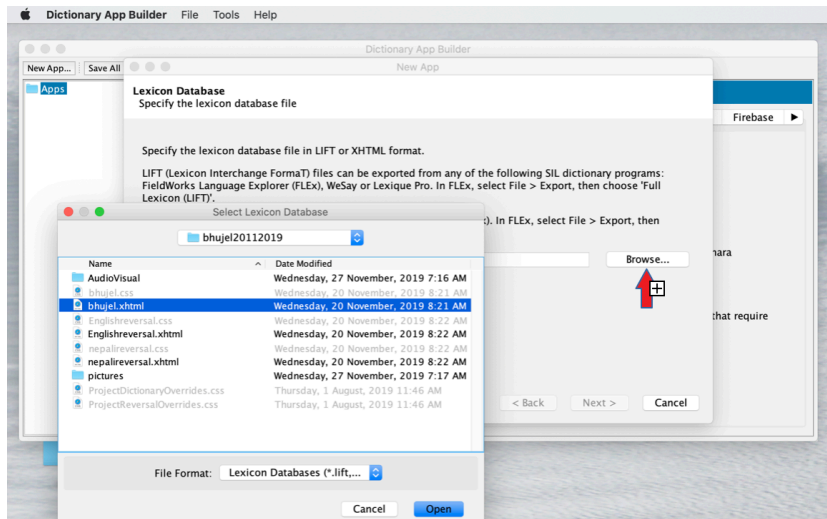 Dictionary App Builder File Tools Help
Dictionary App Builder
New App... Save All
New App
Apps
Lexicon Database
Specify the lexicon database file
Firebase
Specify the lexicon database file in LIFT or XHTML format.
LIFT (Lexicon Interchange FormaT) files can be exported from any of the following SIL dictionary programs:
FieldWorks Language Explorer (FLEx), WeSay or Lexique Pro. In FLEx, select File > Export, then choose 'Full
Lexicon (LIFT)'.
Select Lexicon Database
x). In FLEx, select File > Export, then
bhujel20112019
Browse...
Name Date Modified
AudioVisual Wednesday, 27 November, 2019 7:16 AM
bhujel.css Wednesday, 20 November, 2019 8:21 AM
bhujel.xhtml Wednesday, 20 November, 2019 8:21 AM
Englishreversal.css Wednesday, 20 November, 2019 8:22 AM
that require
Englishreversal.xhtml Wednesday, 20 November, 2019 8:22 AM
nepalireversal.css Wednesday, 20 November, 2019 8:22 AM
nepalireversal.xhtml Wednesday, 20 November, 2019 8:22 AM
pictures Wednesday, 27 November, 2019 7:17 AM
ProjectDictionaryOverrides.css Thursday, 1 August, 2019 11:46 AM
ProjectReversalOverrides.css Thursday, 1 August, 2019 11:46 AM
< Back Next > Cancel
File Format: Lexicon Databases (*.lift,...
Cancel Open